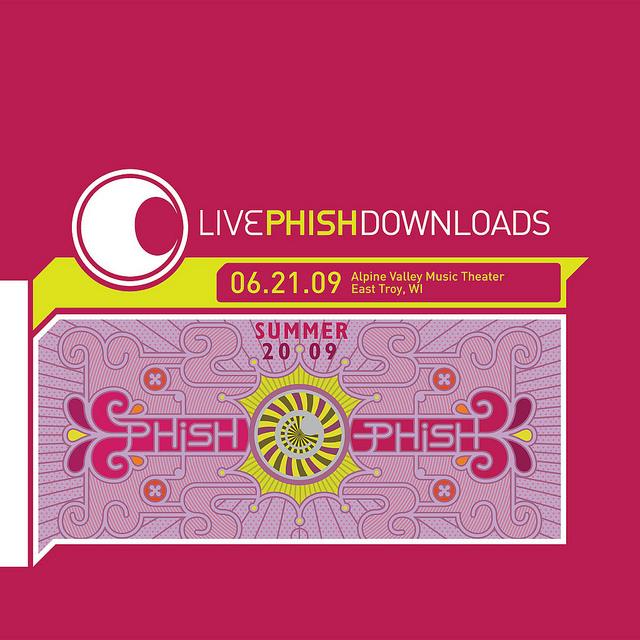 LIVEPHISHDOWNLOADS
06.21.09
Alpine Valley Music Theater
East Troy, WI
SUMMER
20 09
PHiSH PHiSH